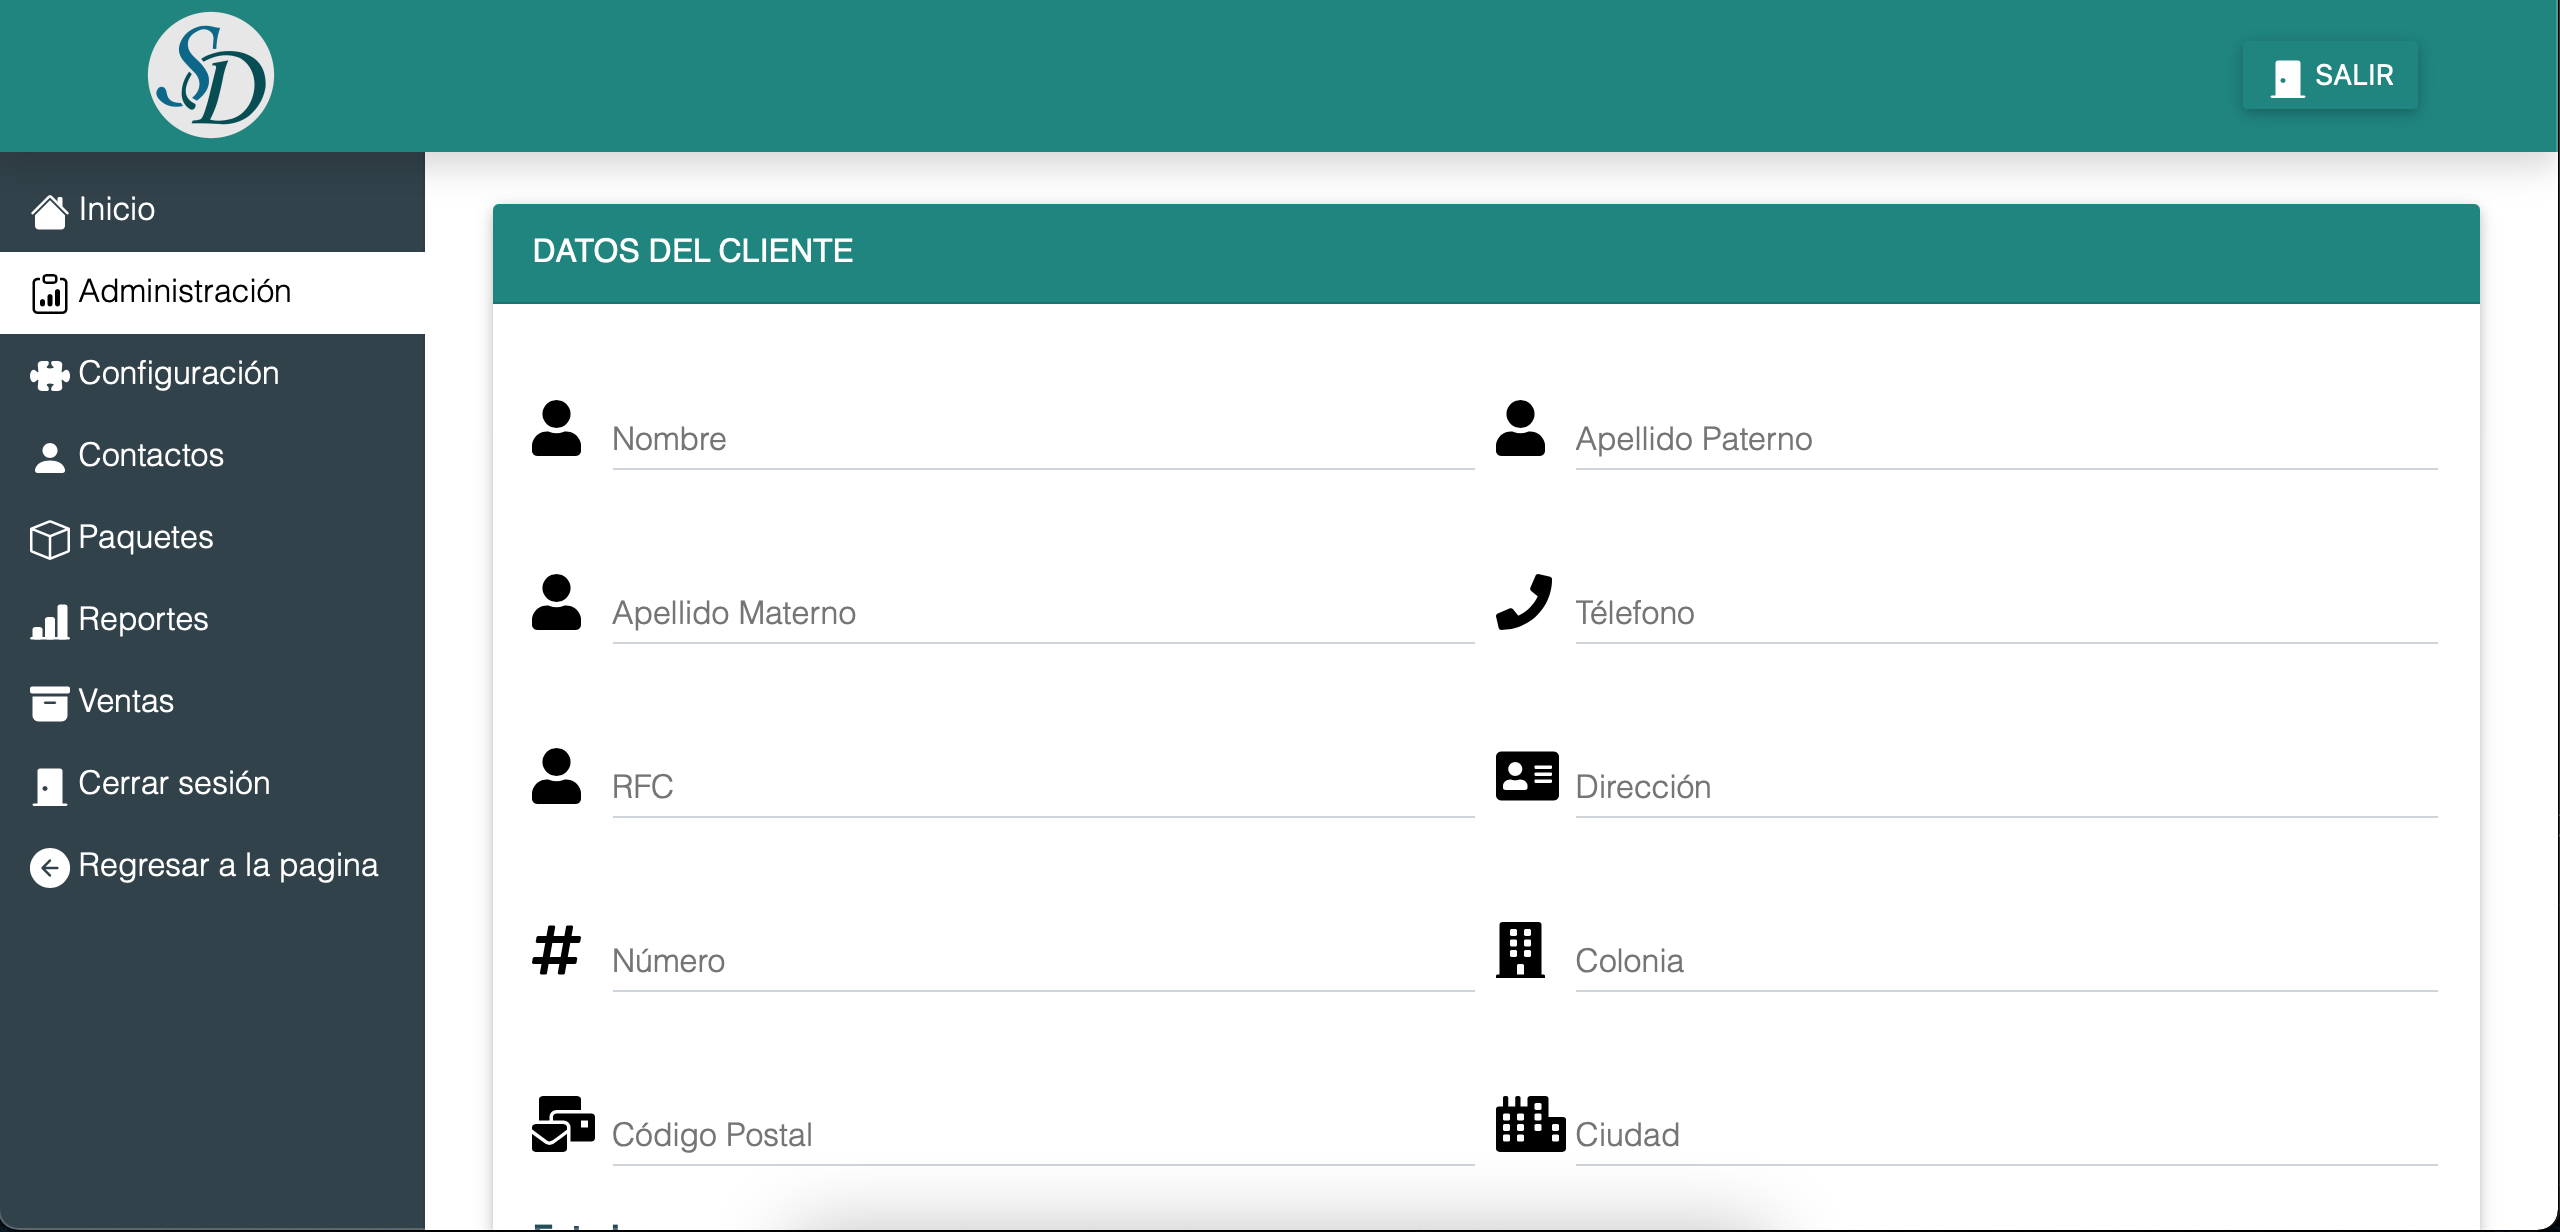 SD
SALIR
Inicio
Administración
Configuración
Contactos
Paquetes
Reportes
Ventas
Cerrar sesión
Regresar a la pagina
DATOS DEL CLIENTE
Nombre
Apellido Paterno
Apellido Materno
Télefono
RFC
Dirección
Número
Colonia
Código Postal
Ciudad